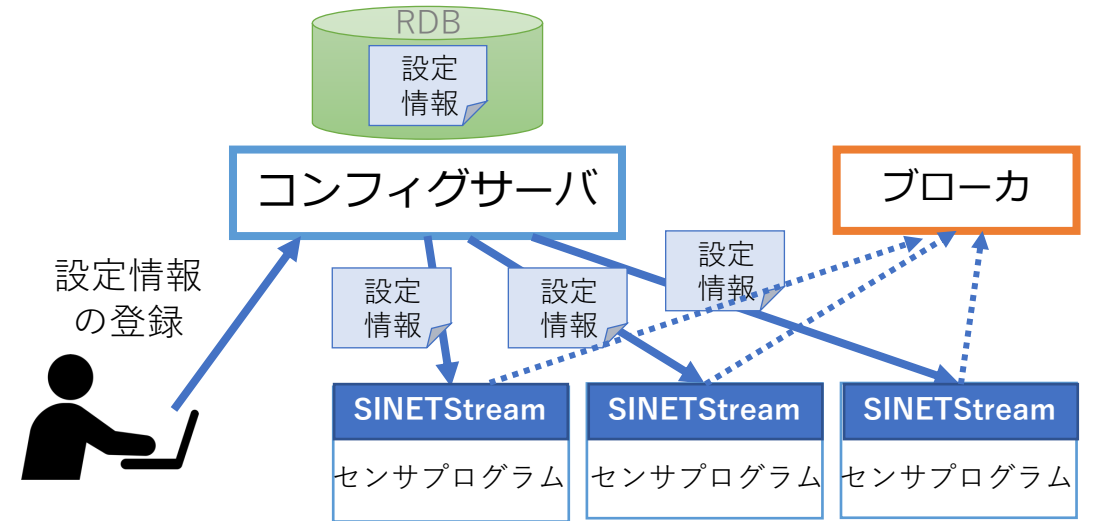 RDB
設定
情報
コンフィグサーバ
ブローカ
設定情報
の登録
設定
情報
設定
情報
設定
情報
SINETStream
センサプログラム
SINETStream
センサプログラム
SINETStream
センサプログラム